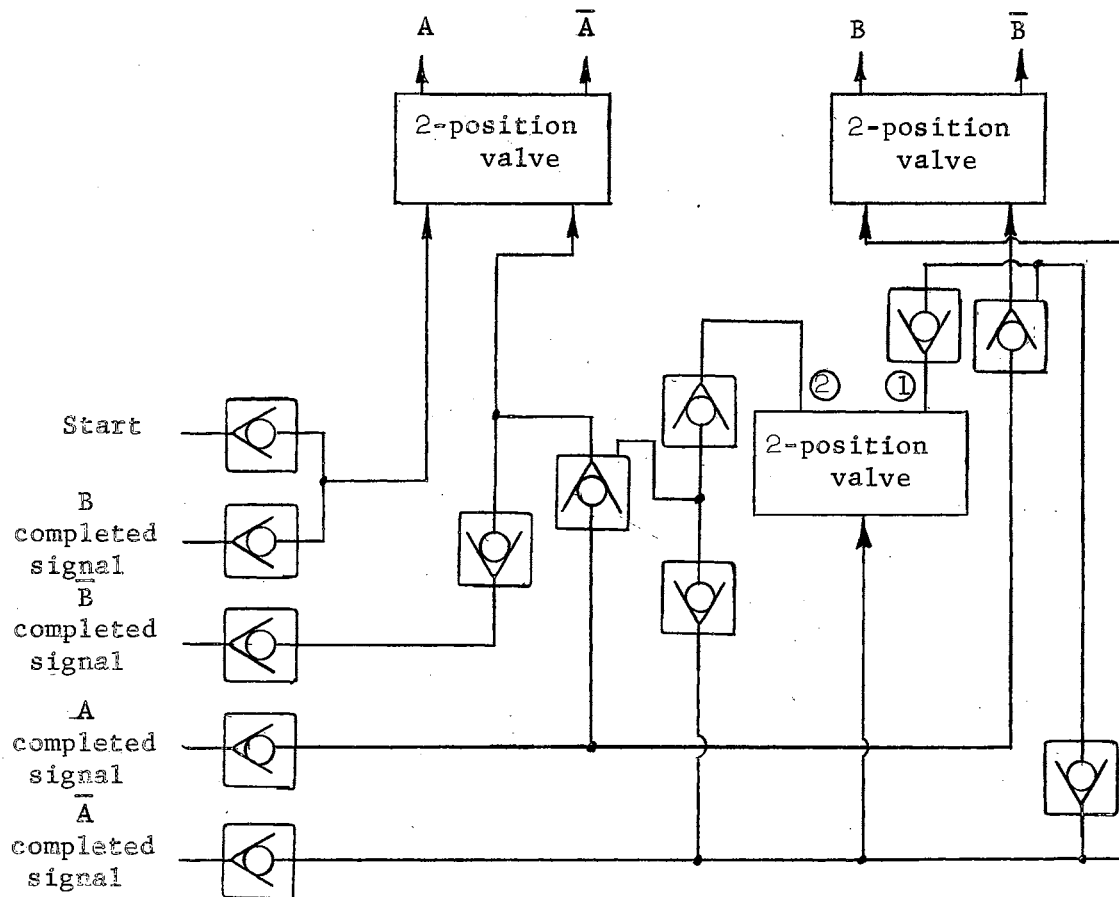 A
A̅
B
B̅
2-position
valve
2-position
valve
2
1
2-position
valve
Start
B
completed
signal
B̅
completed
signal
A
completed
signal
A̅
completed
signal